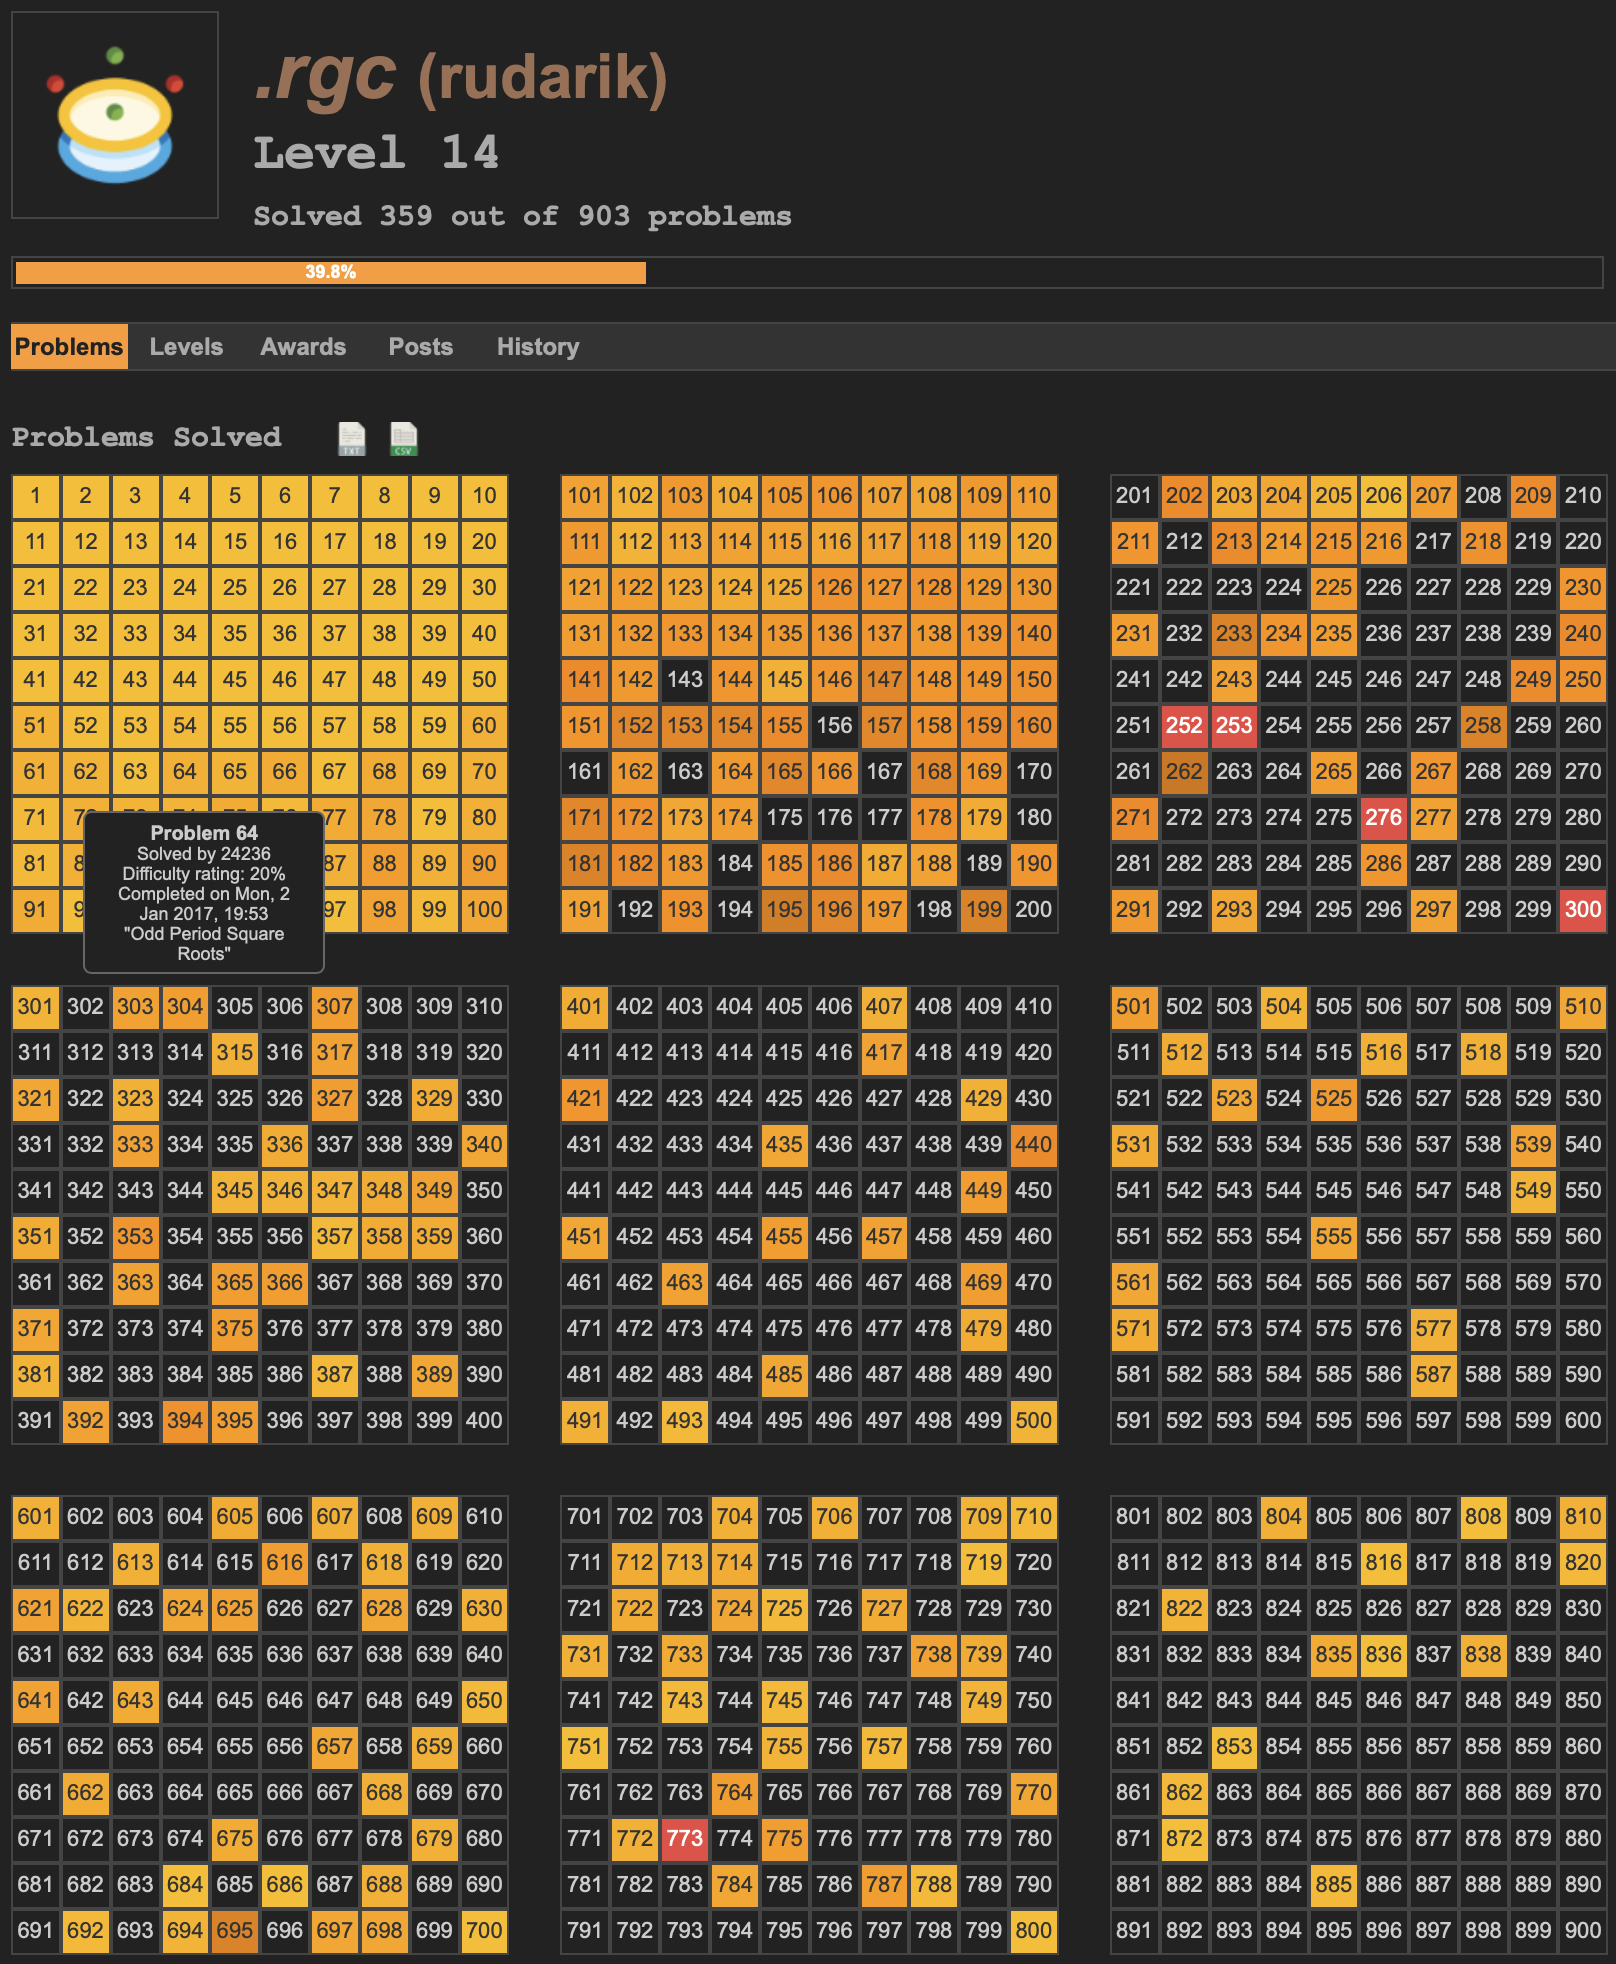 .rgc (rudarik)
Level 14
Solved 359 out of 903 problems
39.8%
Problems Levels Awards Posts History
Problems Solved TXT CSV
1 2 3 4 5 6 7 8 9 10
11 12 13 14 15 16 17 18 19 20
21 22 23 24 25 26 27 28 29 30
31 32 33 34 35 36 37 38 39 40
41 42 43 44 45 46 47 48 49 50
51 52 53 54 55 56 57 58 59 60
61 62 63 64 65 66 67 68 69 70
71 77 78 79 80
81 87 88 89 90
91 97 98 99 100
Problem 64
Solved by 24236
Difficulty rating: 20%
Completed on Mon, 2
Jan 2017, 19:53
"Odd Period Square
Roots"
101 102 103 104 105 106 107 108 109 110
111 112 113 114 115 116 117 118 119 120
121 122 123 124 125 126 127 128 129 130
131 132 133 134 135 136 137 138 139 140
141 142 143 144 145 146 147 148 149 150
151 152 153 154 155 156 157 158 159 160
161 162 163 164 165 166 167 168 169 170
171 172 173 174 175 176 177 178 179 180
181 182 183 184 185 186 187 188 189 190
191 192 193 194 195 196 197 198 199 200
201 202 203 204 205 206 207 208 209 210
211 212 213 214 215 216 217 218 219 220
221 222 223 224 225 226 227 228 229 230
231 232 233 234 235 236 237 238 239 240
241 242 243 244 245 246 247 248 249 250
251 252 253 254 255 256 257 258 259 260
261 262 263 264 265 266 267 268 269 270
271 272 273 274 275 276 277 278 279 280
281 282 283 284 285 286 287 288 289 290
291 292 293 294 295 296 297 298 299 300
301 302 303 304 305 306 307 308 309 310
311 312 313 314 315 316 317 318 319 320
321 322 323 324 325 326 327 328 329 330
331 332 333 334 335 336 337 338 339 340
341 342 343 344 345 346 347 348 349 350
351 352 353 354 355 356 357 358 359 360
361 362 363 364 365 366 367 368 369 370
371 372 373 374 375 376 377 378 379 380
381 382 383 384 385 386 387 388 389 390
391 392 393 394 395 396 397 398 399 400
401 402 403 404 405 406 407 408 409 410
411 412 413 414 415 416 417 418 419 420
421 422 423 424 425 426 427 428 429 430
431 432 433 434 435 436 437 438 439 440
441 442 443 444 445 446 447 448 449 450
451 452 453 454 455 456 457 458 459 460
461 462 463 464 465 466 467 468 469 470
471 472 473 474 475 476 477 478 479 480
481 482 483 484 485 486 487 488 489 490
491 492 493 494 495 496 497 498 499 500
501 502 503 504 505 506 507 508 509 510
511 512 513 514 515 516 517 518 519 520
521 522 523 524 525 526 527 528 529 530
531 532 533 534 535 536 537 538 539 540
541 542 543 544 545 546 547 548 549 550
551 552 553 554 555 556 557 558 559 560
561 562 563 564 565 566 567 568 569 570
571 572 573 574 575 576 577 578 579 580
581 582 583 584 585 586 587 588 589 590
591 592 593 594 595 596 597 598 599 600
601 602 603 604 605 606 607 608 609 610
611 612 613 614 615 616 617 618 619 620
621 622 623 624 625 626 627 628 629 630
631 632 633 634 635 636 637 638 639 640
641 642 643 644 645 646 647 648 649 650
651 652 653 654 655 656 657 658 659 660
661 662 663 664 665 666 667 668 669 670
671 672 673 674 675 676 677 678 679 680
681 682 683 684 685 686 687 688 689 690
691 692 693 694 695 696 697 698 699 700
701 702 703 704 705 706 707 708 709 710
711 712 713 714 715 716 717 718 719 720
721 722 723 724 725 726 727 728 729 730
731 732 733 734 735 736 737 738 739 740
741 742 743 744 745 746 747 748 749 750
751 752 753 754 755 756 757 758 759 760
761 762 763 764 765 766 767 768 769 770
771 772 773 774 775 776 777 778 779 780
781 782 783 784 785 786 787 788 789 790
791 792 793 794 795 796 797 798 799 800
801 802 803 804 805 806 807 808 809 810
811 812 813 814 815 816 817 818 819 820
821 822 823 824 825 826 827 828 829 830
831 832 833 834 835 836 837 838 839 840
841 842 843 844 845 846 847 848 849 850
851 852 853 854 855 856 857 858 859 860
861 862 863 864 865 866 867 868 869 870
871 872 873 874 875 876 877 878 879 880
881 882 883 884 885 886 887 888 889 890
891 892 893 894 895 896 897 898 899 900